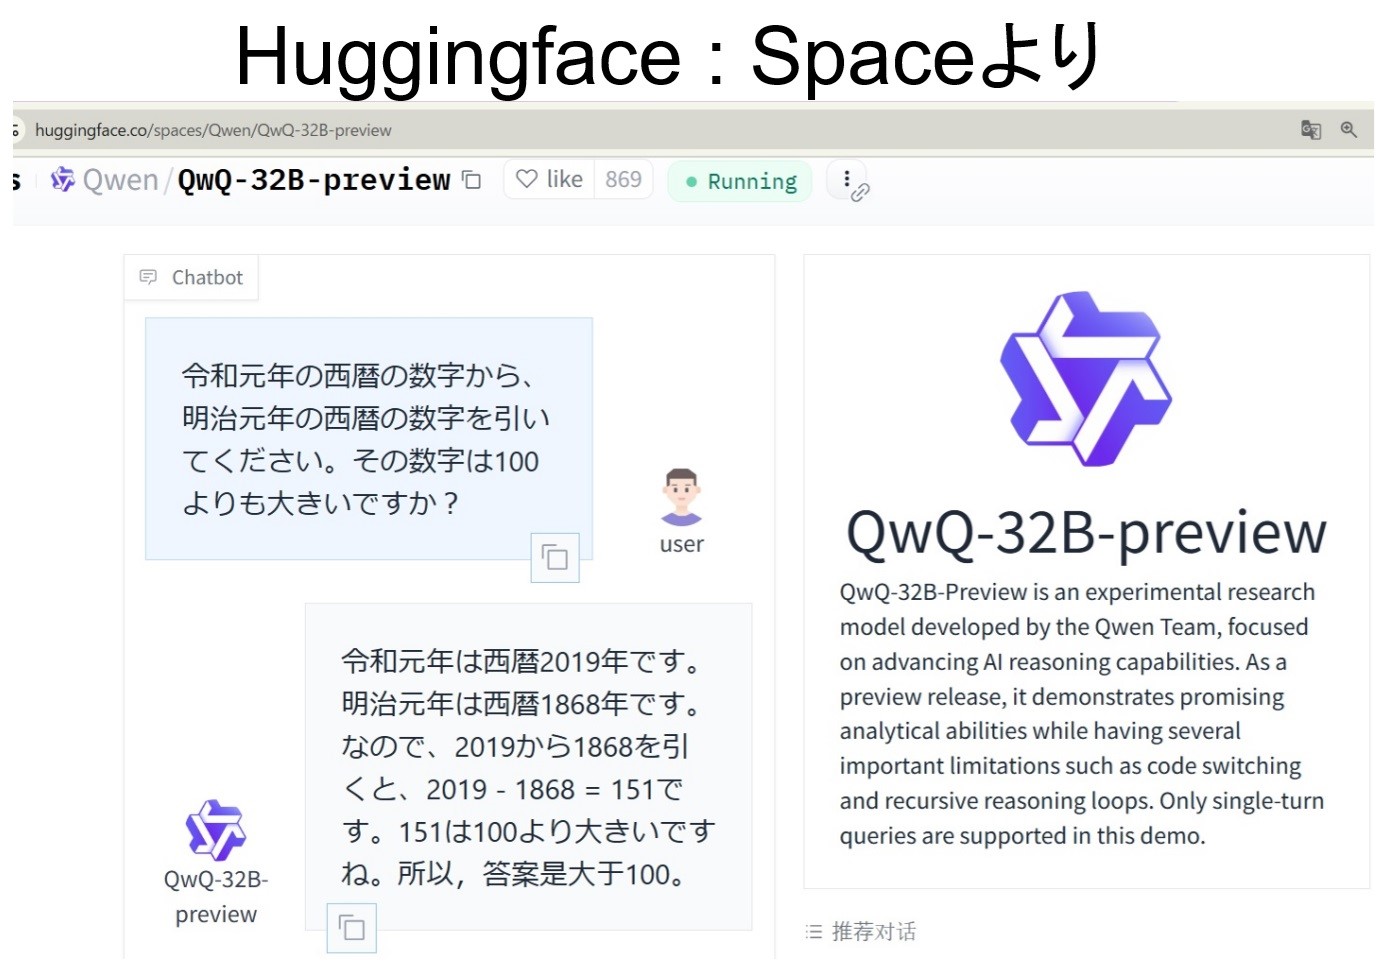 Huggingface：Spaceより
huggingface.co/spaces/Qwen/QwQ-32B-preview
s Qwen/QwQ-32B-preview like 869 Running
Chatbot
令和元年の西暦の数字から、
明治元年の西暦の数字を引い
てください。その数字は100
よりも大きいですか？
user
令和元年は西暦2019年です。
明治元年は西暦1868年です。
なので、2019から1868を引
くと、2019 - 1868 = 151で
す。151は100より大きいです
ね。所以，答案是大于100。
QwQ-32B-
preview
QwQ-32B-preview
QwQ-32B-Preview is an experimental research
model developed by the Qwen Team, focused
on advancing AI reasoning capabilities. As a
preview release, it demonstrates promising
analytical abilities while having several
important limitations such as code switching
and recursive reasoning loops. Only single-turn
queries are supported in this demo.
推荐对话